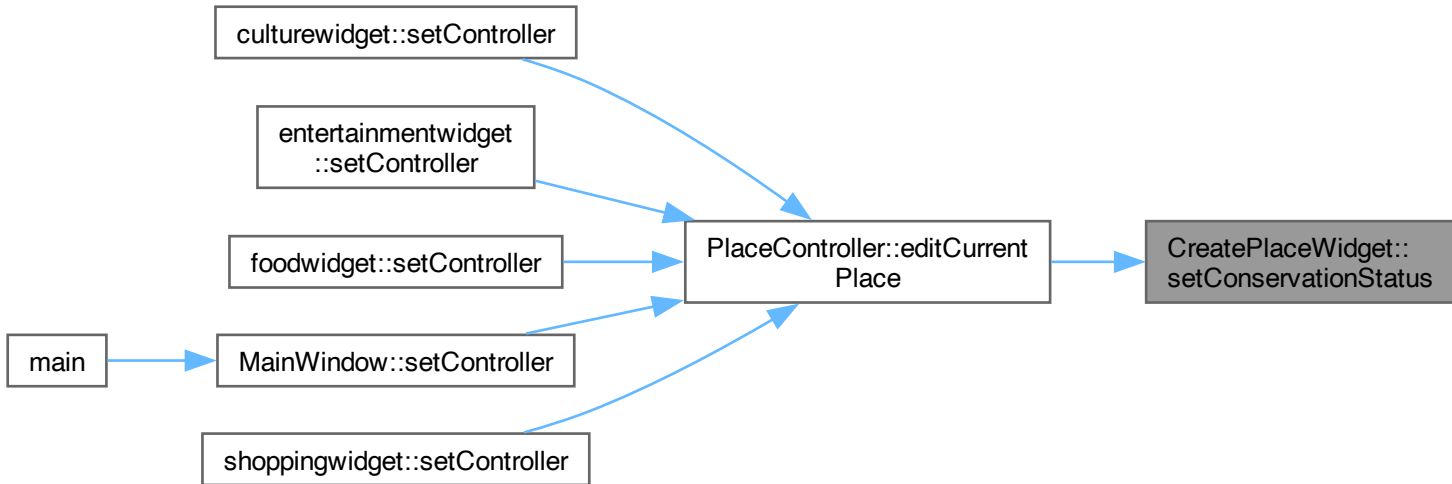 culturewidget::setController
entertainmentwidget
::setController
foodwidget::setController
main
MainWindow::setController
shoppingwidget::setController
PlaceController::editCurrent
Place
CreatePlaceWidget::
setConservationStatus